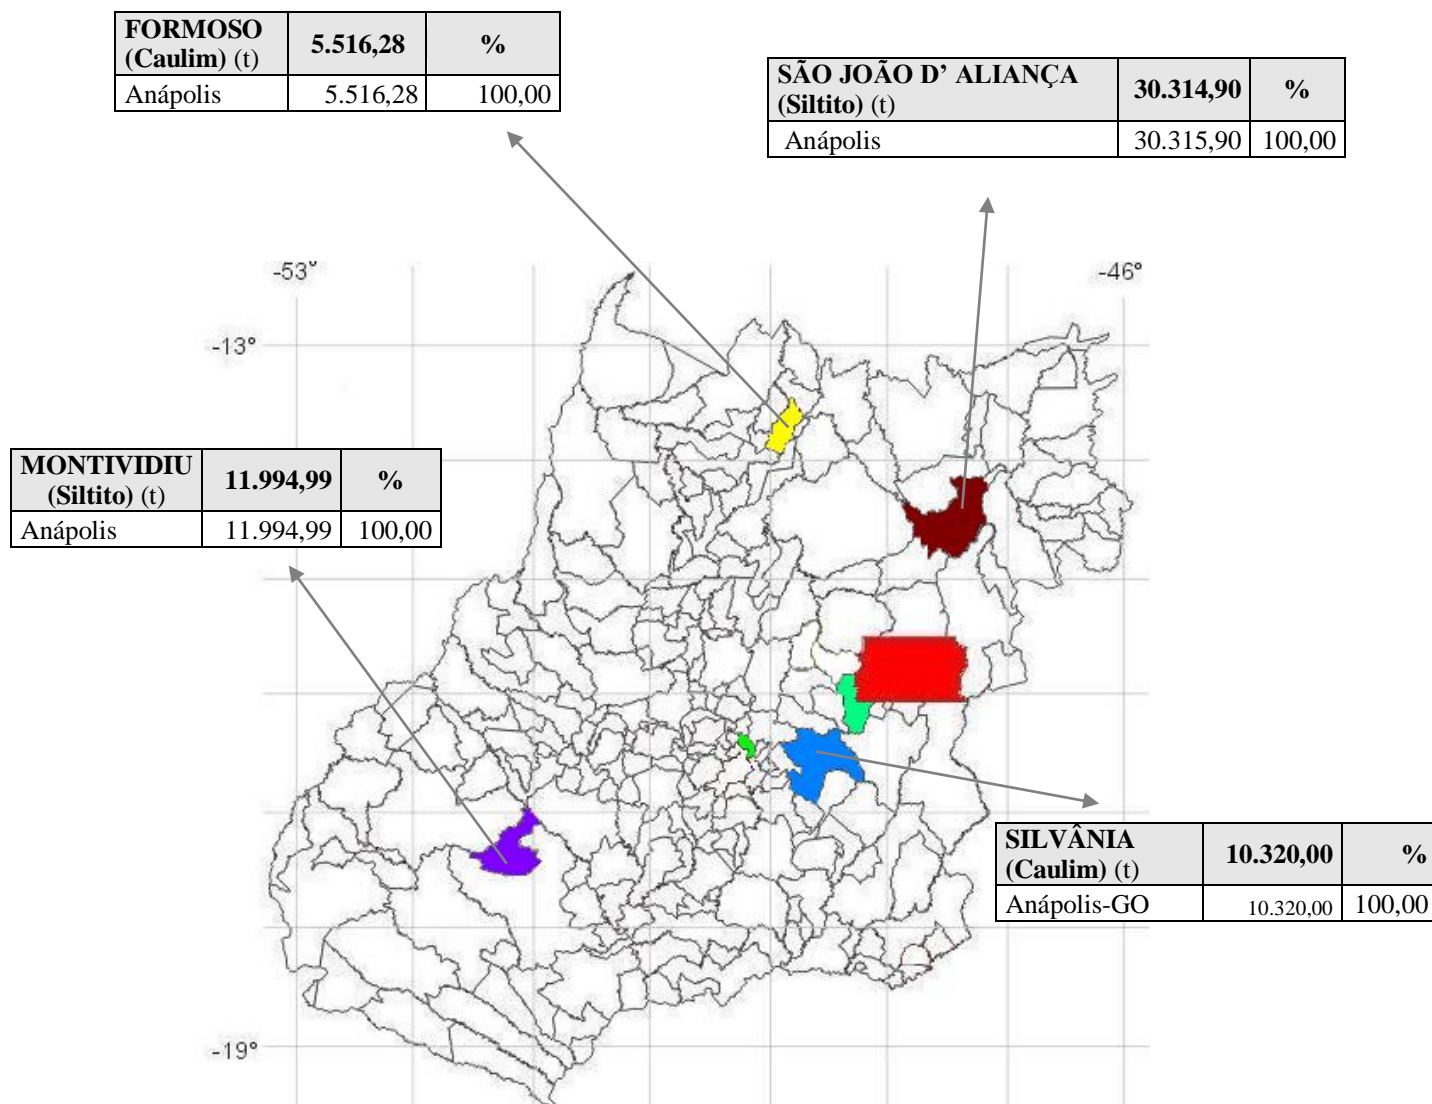 FORMOSO
(Caulim) (t)
5.516,28
%
Anápolis
5.516,28
100,00
SÃO JOÃO D’ ALIANÇA
(Siltito) (t)
30.314,90
%
Anápolis
30.315,90
100,00
-53°
-46°
-13°
MONTIVIDIU
(Siltito) (t)
11.994,99
%
Anápolis
11.994,99
100,00
SILVÂNIA
(Caulim) (t)
10.320,00
%
Anápolis-GO
10.320,00
100,00
-19°